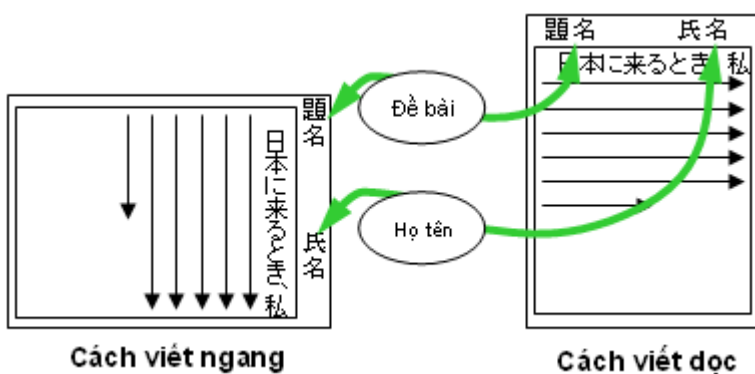 題名 氏名
日本に来るとき、私
Đề bài
題名
日本に来るとき、私
Họ tên
氏名
Cách viết ngang
Cách viết dọc